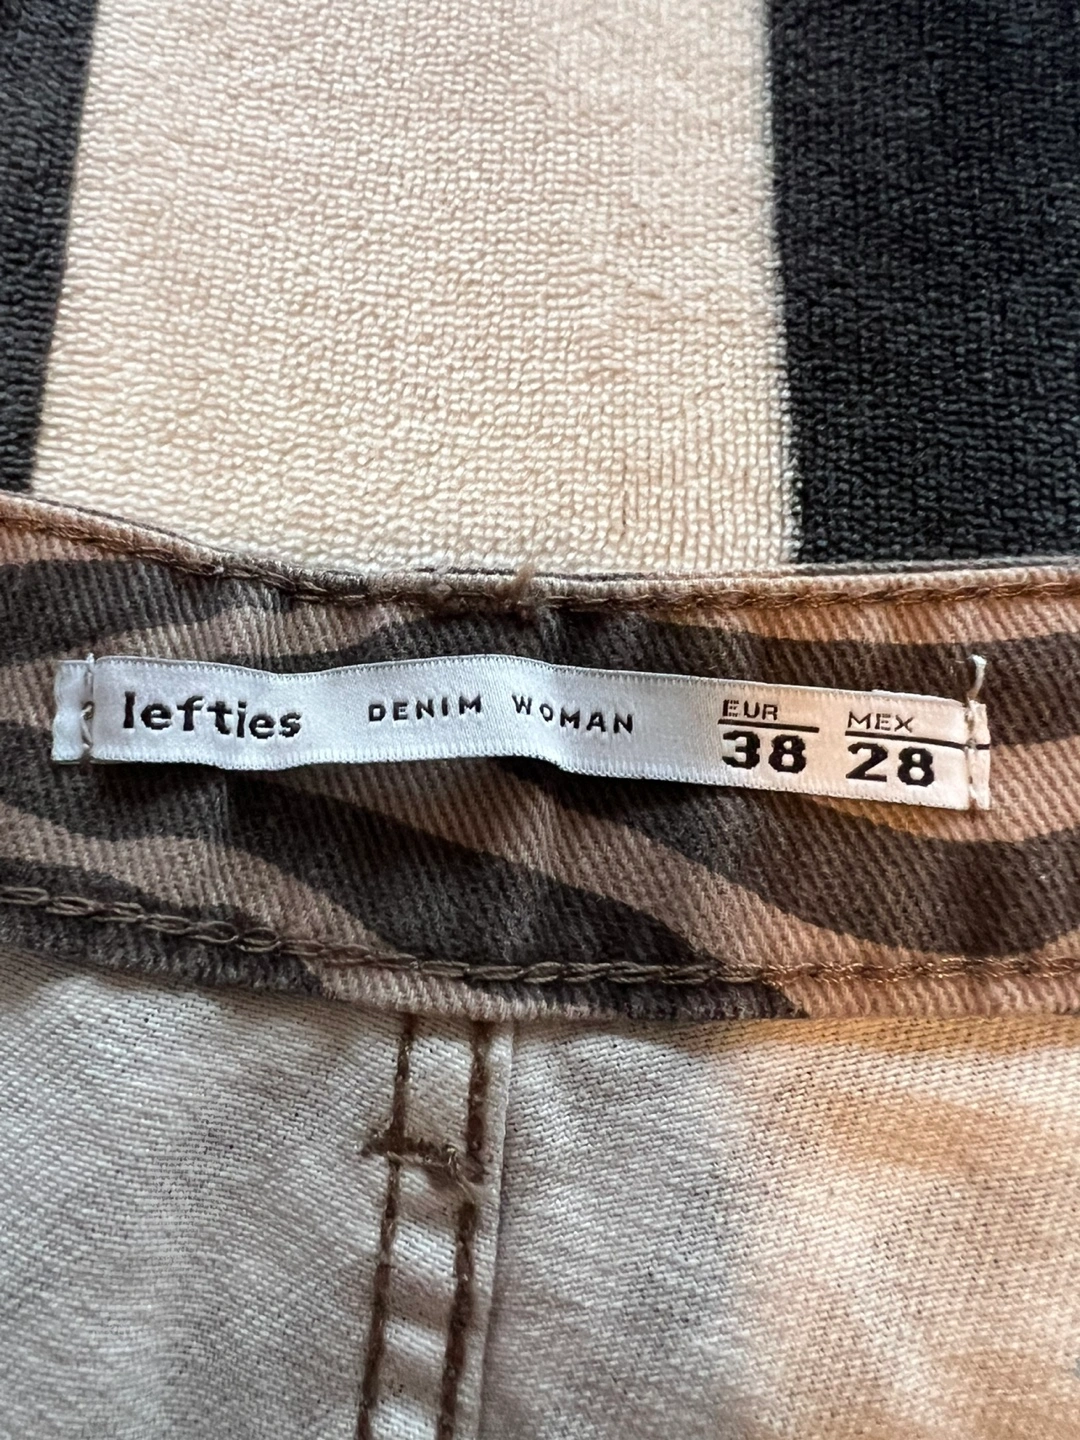 lefties DENIM WOMAN EUR MEX
38 28